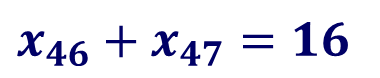 x₄₆ + x₄₇ = 16